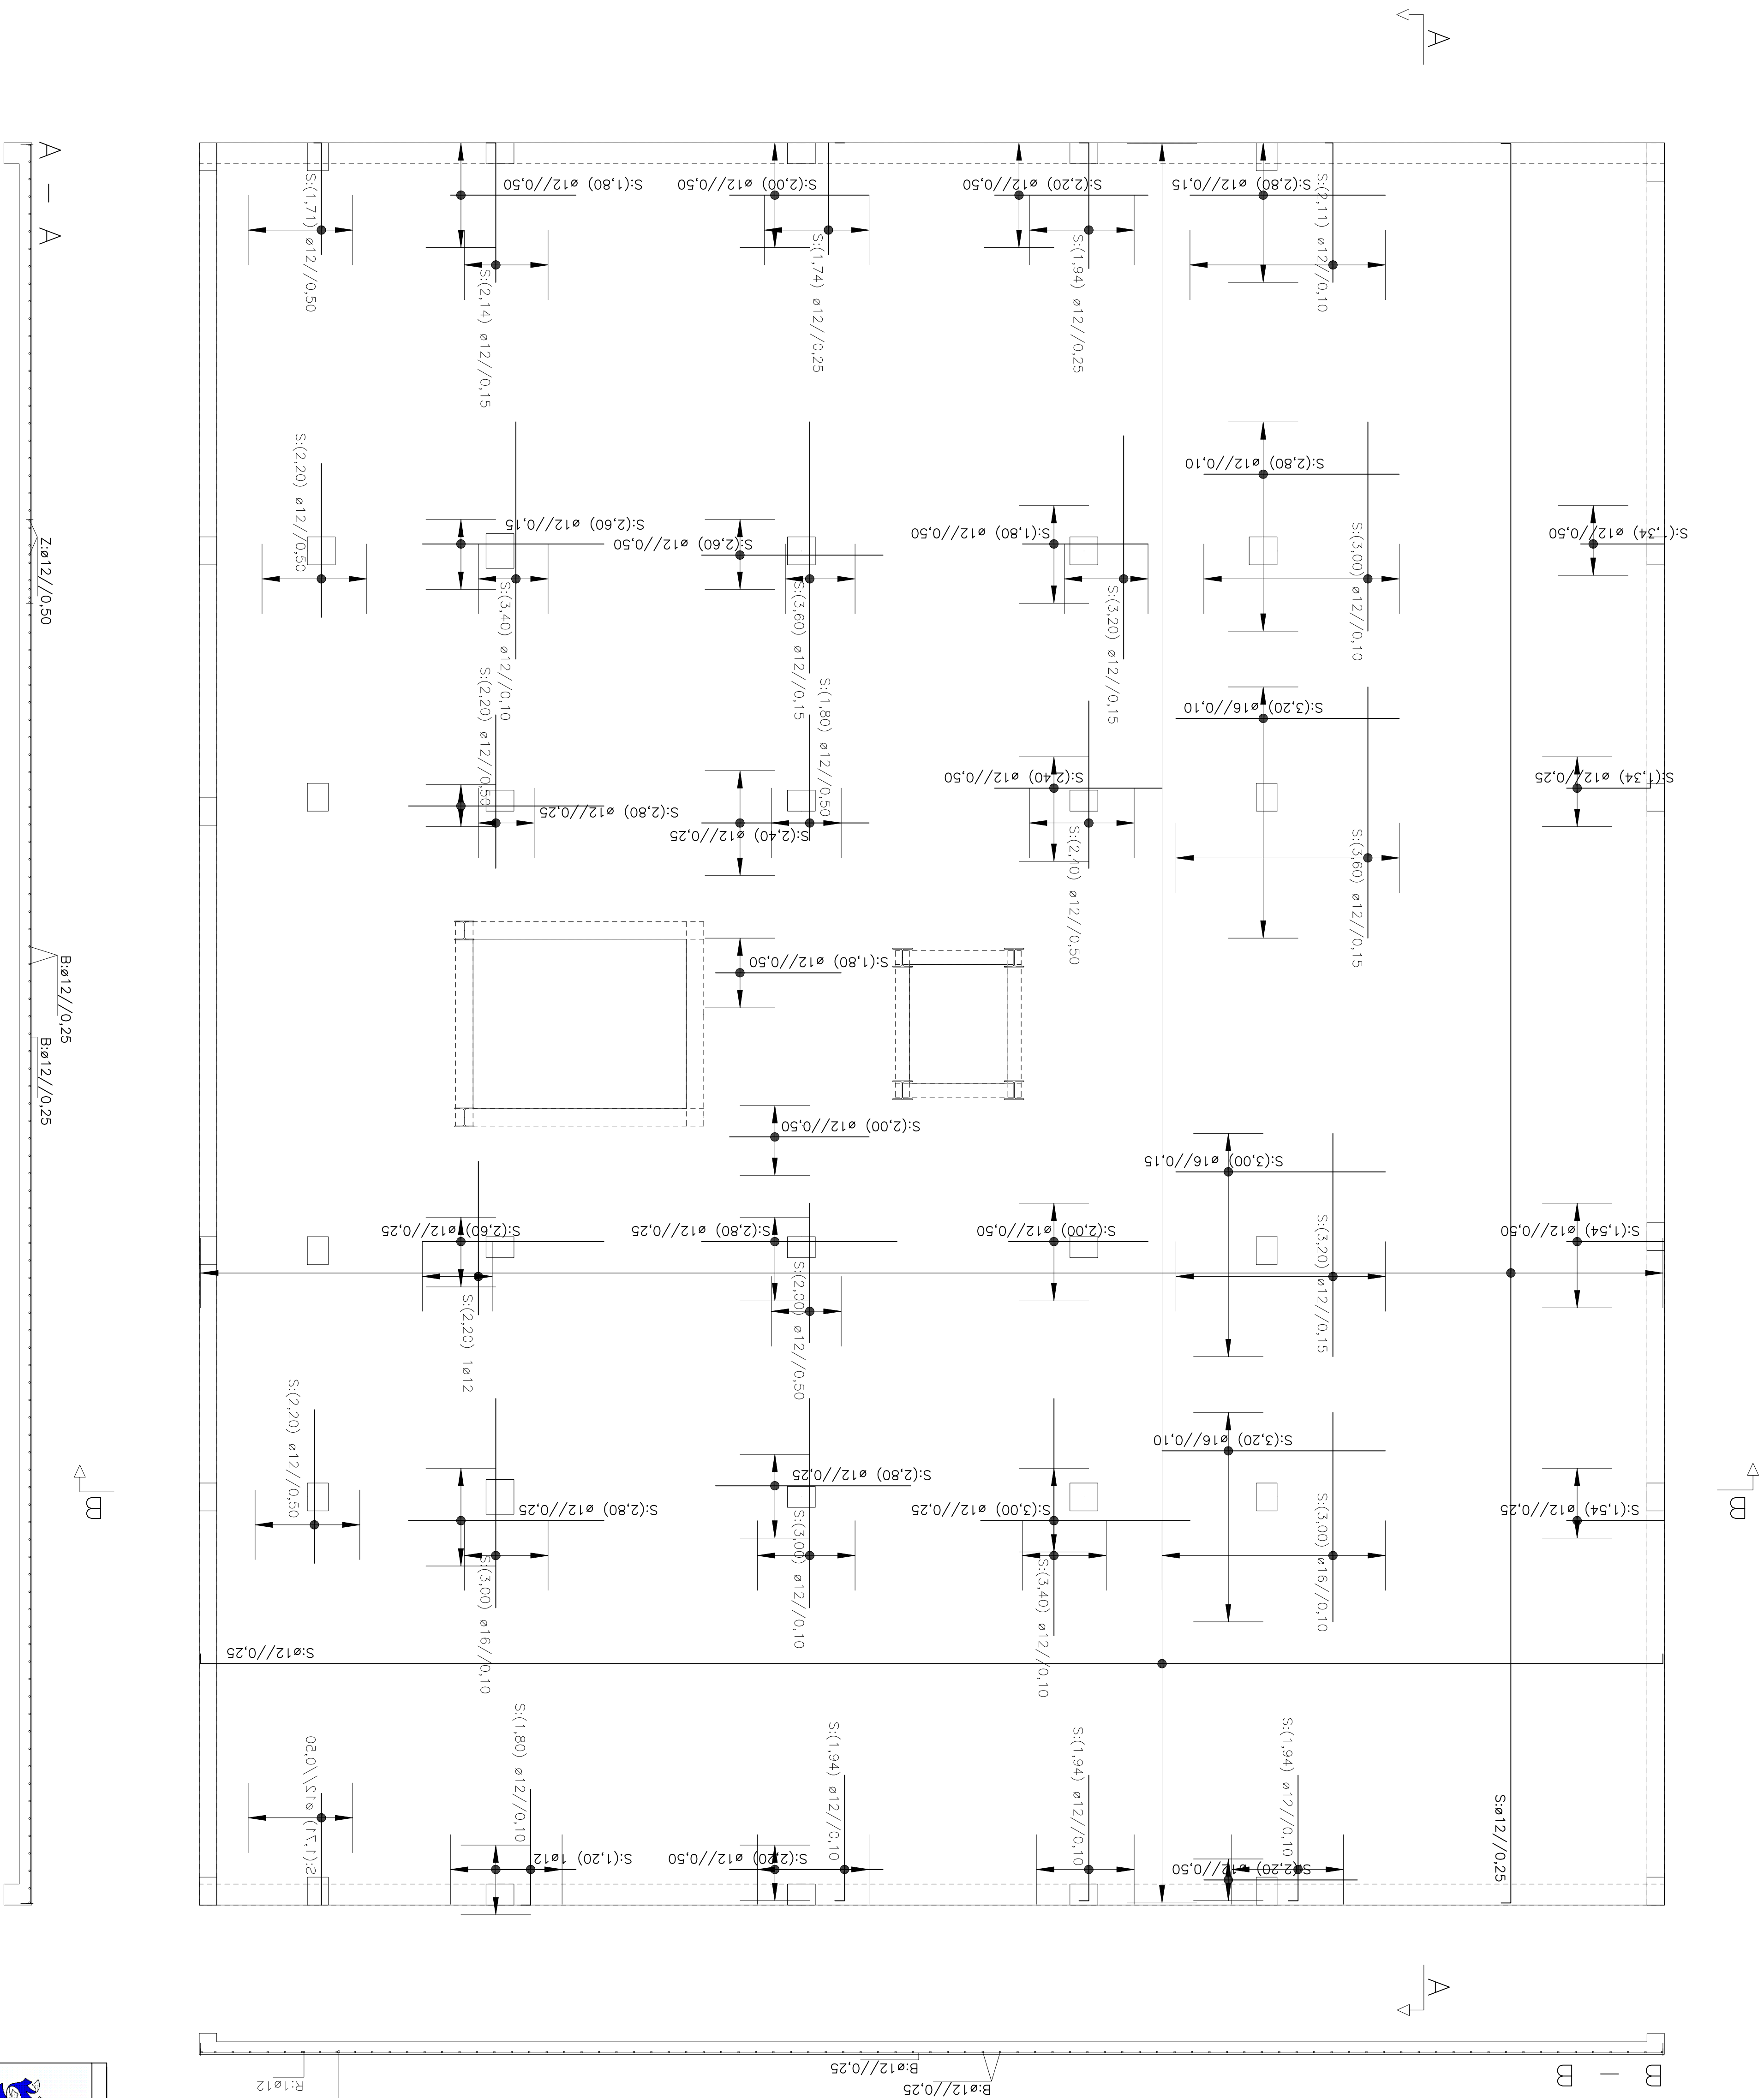 A
A — A
S:(1,71) ø12//0,50
S:(1,80) ø12//0,50
S:(2,00) ø12//0,50
S:(2,20) ø12//0,50
S:(2,80) ø12//0,15
S:(2,11) ø12//0,10
S:(2,14) ø12//0,15
S:(1,74) ø12//0,25
S:(1,94) ø12//0,25
S:(2,20) ø12//0,50
S:(2,60) ø12//0,15
S:(2,60) ø12//0,50
S:(1,80) ø12//0,50
S:(2,80) ø12//0,10
S:(1,34) ø12//0,50
Z:ø12//0,50
S:(3,40) ø12//0,10
S:(3,60) ø12//0,15
S:(3,20) ø12//0,15
S:(3,00) ø12//0,10
S:(2,20) ø12//0,50
S:(1,80) ø12//0,50
S:(3,20) ø16//0,10
S:(2,80) ø12//0,25
S:(2,40) ø12//0,25
S:(2,40) ø12//0,50
S:(1,34) ø12//0,25
S:(2,40) ø12//0,50
S:(3,60) ø12//0,15
B:ø12//0,25
B:ø12//0,25
S:(1,80) ø12//0,50
S:(2,00) ø12//0,50
S:(3,00) ø16//0,15
S:(2,60) ø12//0,25
S:(2,80) ø12//0,25
S:(2,00) ø12//0,50
S:(3,20) ø12//0,15
S:(1,54) ø12//0,50
S:(2,20) 1ø12
S:(2,00) ø12//0,50
S:(2,20) ø12//0,50
S:(3,20) ø16//0,10
B
S:(2,80) ø12//0,25
S:(2,80) ø12//0,25
S:(3,00) ø12//0,25
S:(3,00) ø16//0,10
S:(1,54) ø12//0,25
B
S:(3,00) ø16//0,10
S:(3,00) ø12//0,10
S:(3,40) ø12//0,10
S:ø12//0,25
S:(1,71) ø12//0,50
S:(1,80) ø12//0,10
S:(1,94) ø12//0,10
S:(1,94) ø12//0,10
S:(1,94) ø12//0,10
S:ø12//0,25
S:(1,20) 1ø12
S:(2,20) ø12//0,50
S:(2,20) ø12//0,50
A
B:ø12//0,25
B:ø12//0,25
R:1ø12
B — B